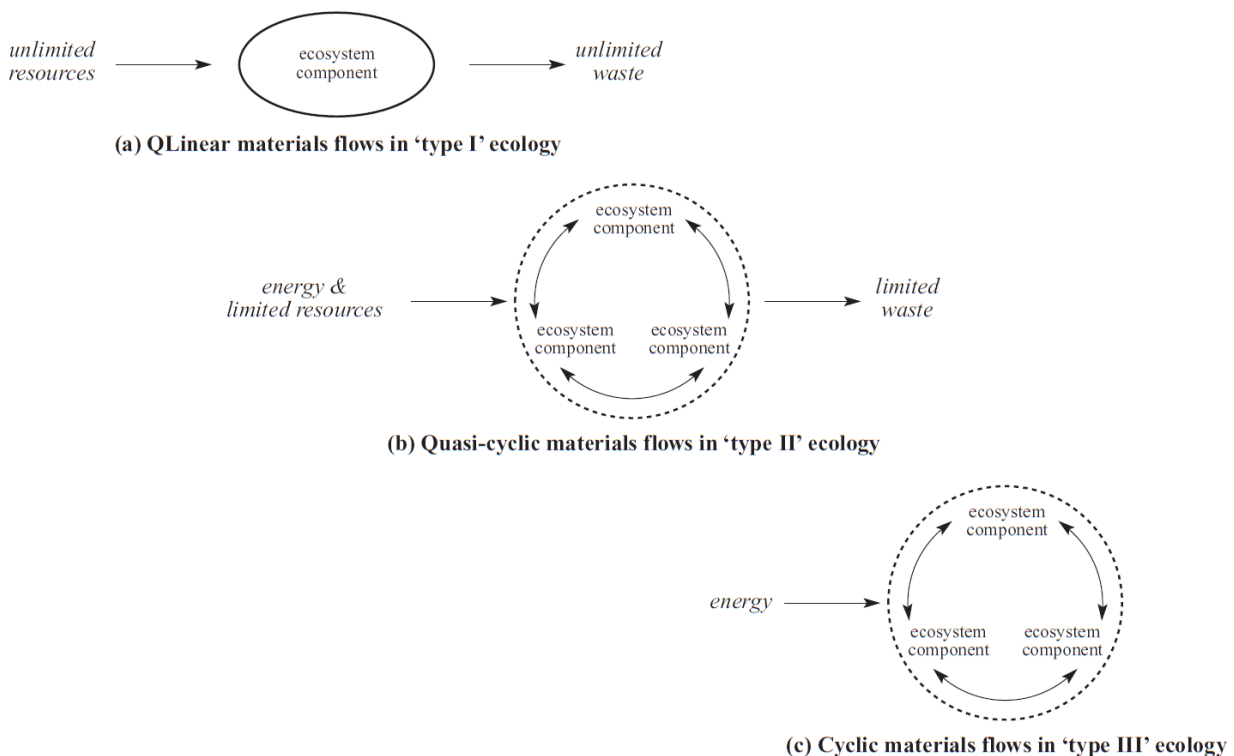 unlimited
resources
ecosystem
component
unlimited
waste
(a) QLinear materials flows in ‘type I’ ecology
ecosystem
component
energy &
limited resources
limited
waste
ecosystem
component
ecosystem
component
(b) Quasi-cyclic materials flows in ‘type II’ ecology
ecosystem
component
energy
ecosystem
component
ecosystem
component
(c) Cyclic materials flows in ‘type III’ ecology